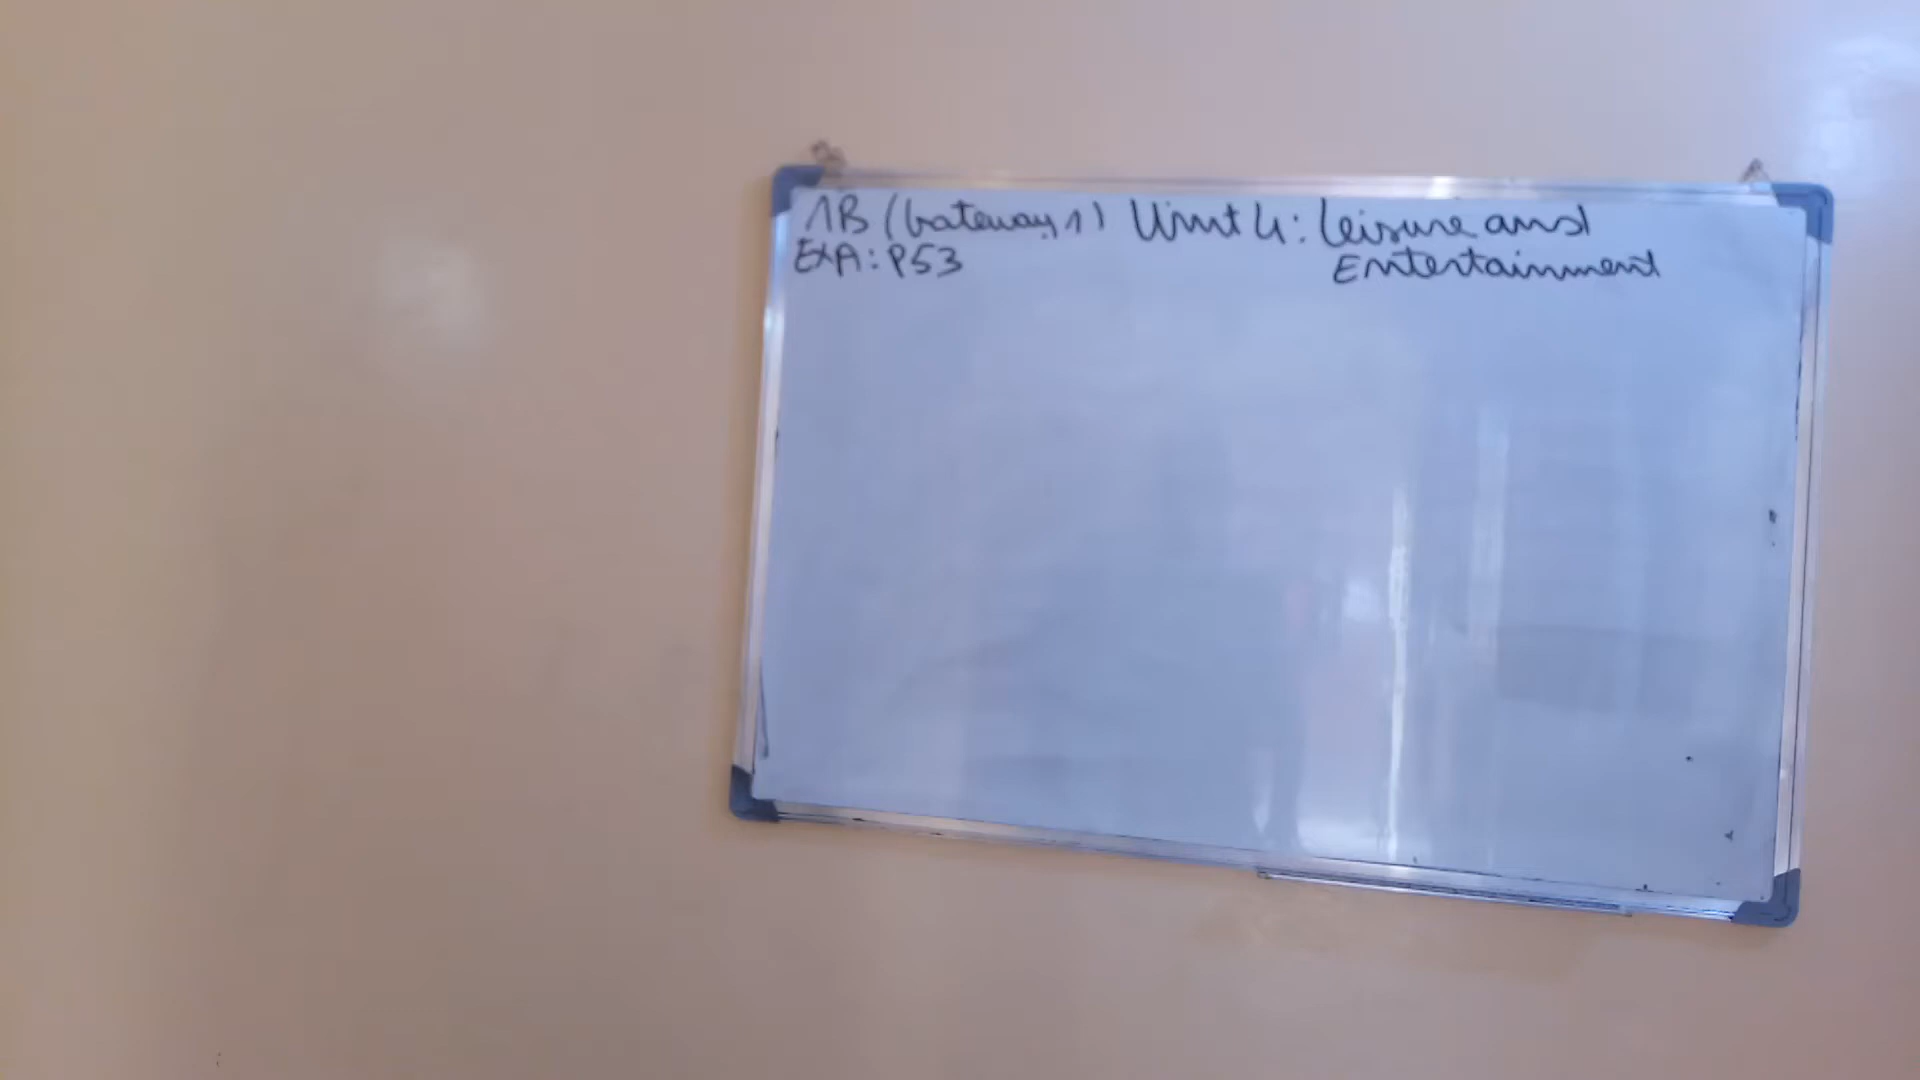 1B (Gateway 1) Unit 4: Leisure and
Entertainment
ExA: P53